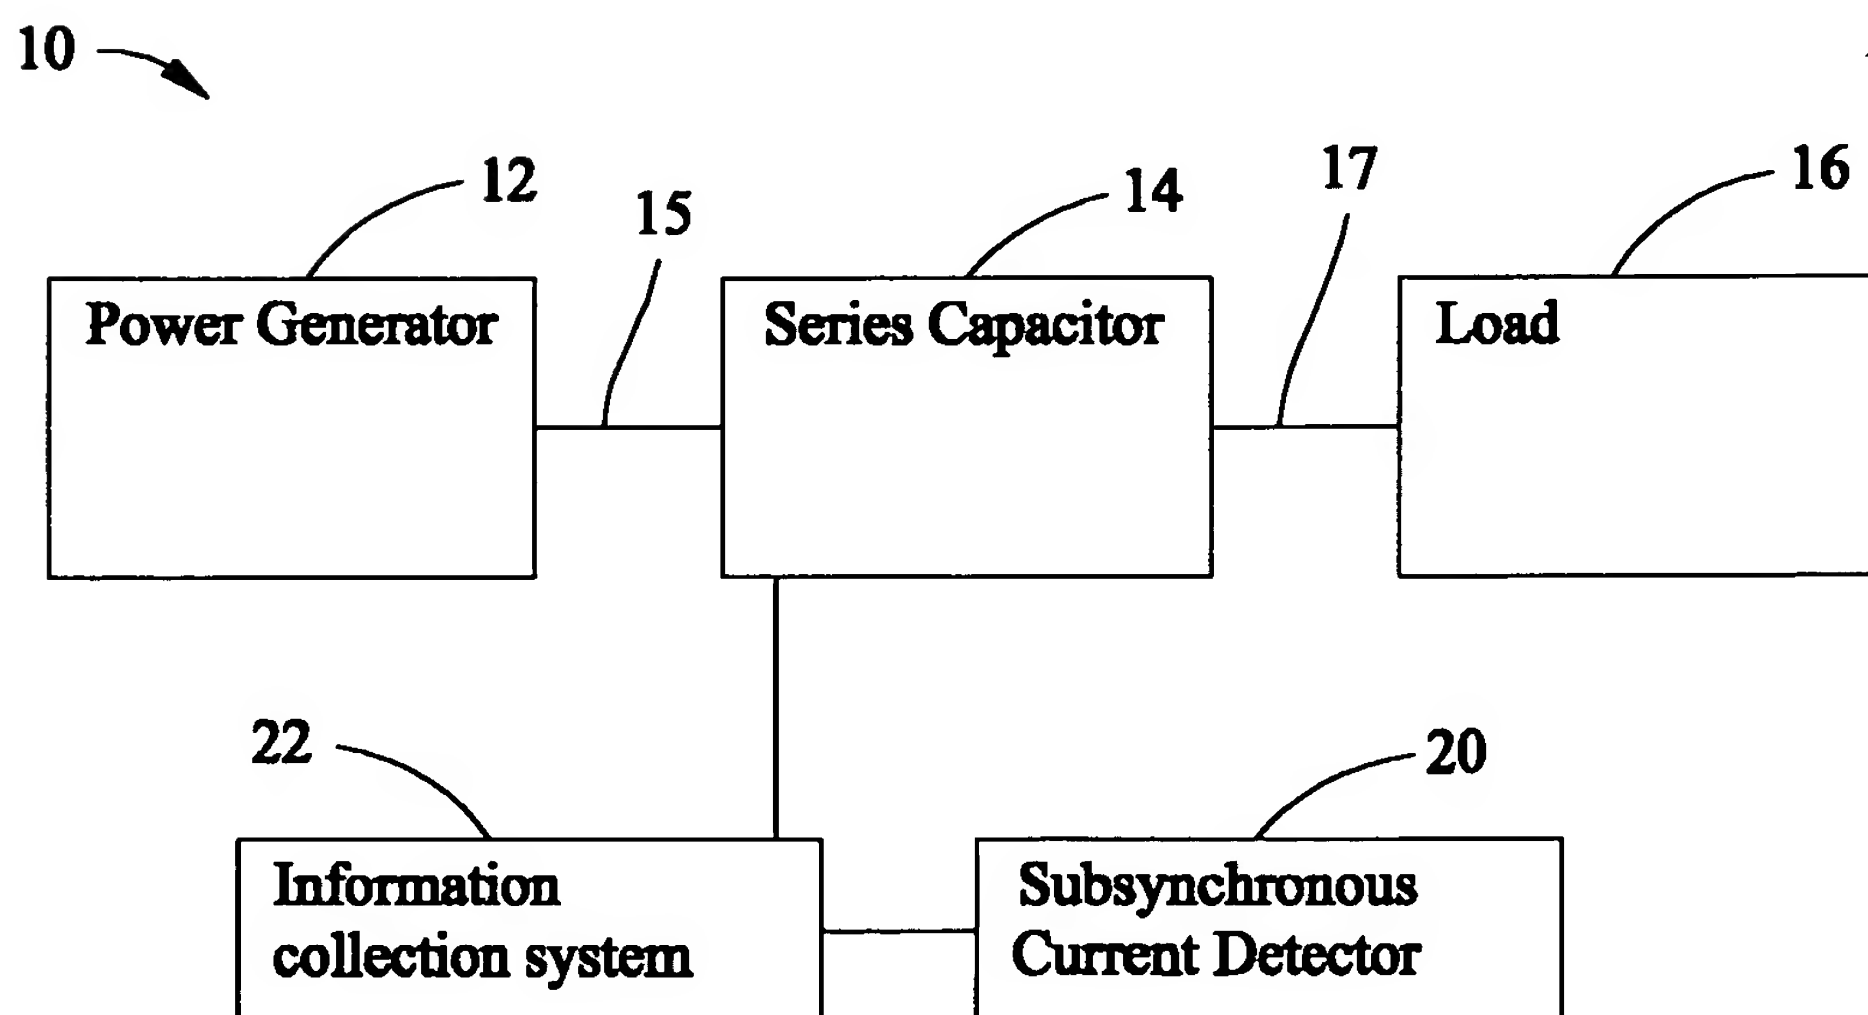 10
12
15
14
17
16
Power Generator
Series Capacitor
Load
22
20
Information
collection system
Subsynchronous
Current Detector